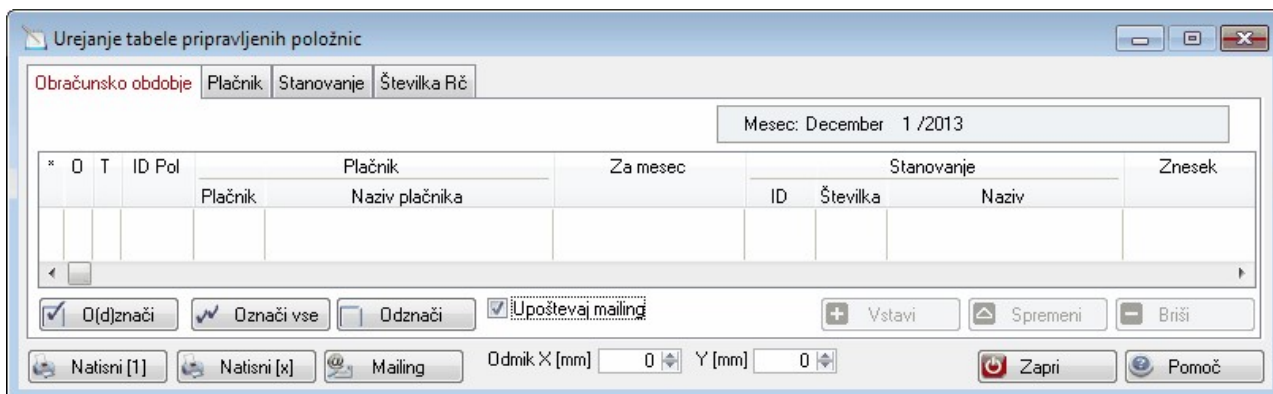 Urejanje tabele pripravljenih položnic
Obračunsko obdobje Plačnik Stanovanje Številka Rč
Mesec: December 1 /2013
* O T ID Pol Plačnik Za mesec Stanovanje Znesek
Plačnik Naziv plačnika ID Številka Naziv
O(d)znači Označi vse Odznači Upoštevaj mailing Vstavi Spremeni Briši
Natisni [1] Natisni [x] Mailing Odmik X [mm] 0 Y [mm] 0 Zapri Pomoč